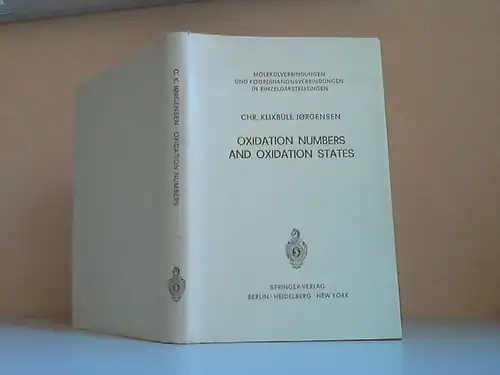 C. K. JØRGENSEN OXIDATION NUMBERS
MOLEKÜLVERBINDUNGEN
UND KOORDINATIONSVERBINDUNGEN
IN EINZELDARSTELLUNGEN
CHR. KLIXBÜLL JØRGENSEN
OXIDATION NUMBERS
AND OXIDATION STATES
SPRINGER-VERLAG
BERLIN · HEIDELBERG · NEW YORK